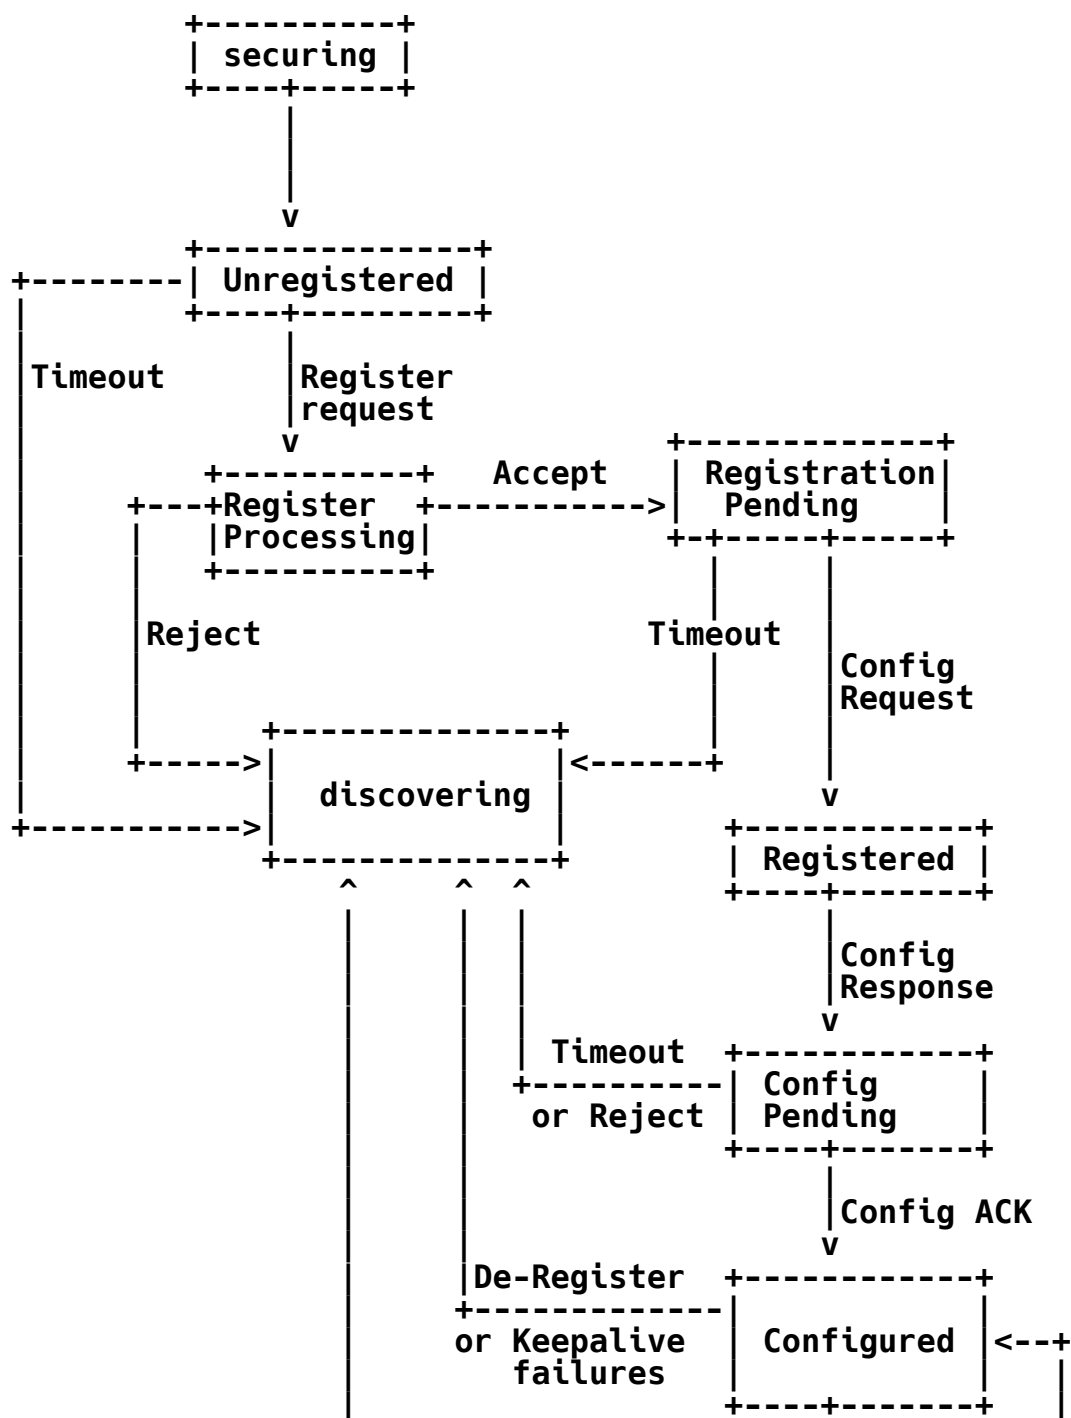 securing
Unregistered
Timeout
Register
request
Accept
Registration
Pending
Register
Processing
Reject
Timeout
Config
Request
discovering
Registered
Config
Response
Timeout
or Reject
Config
Pending
Config ACK
De-Register
or Keepalive
failures
Configured